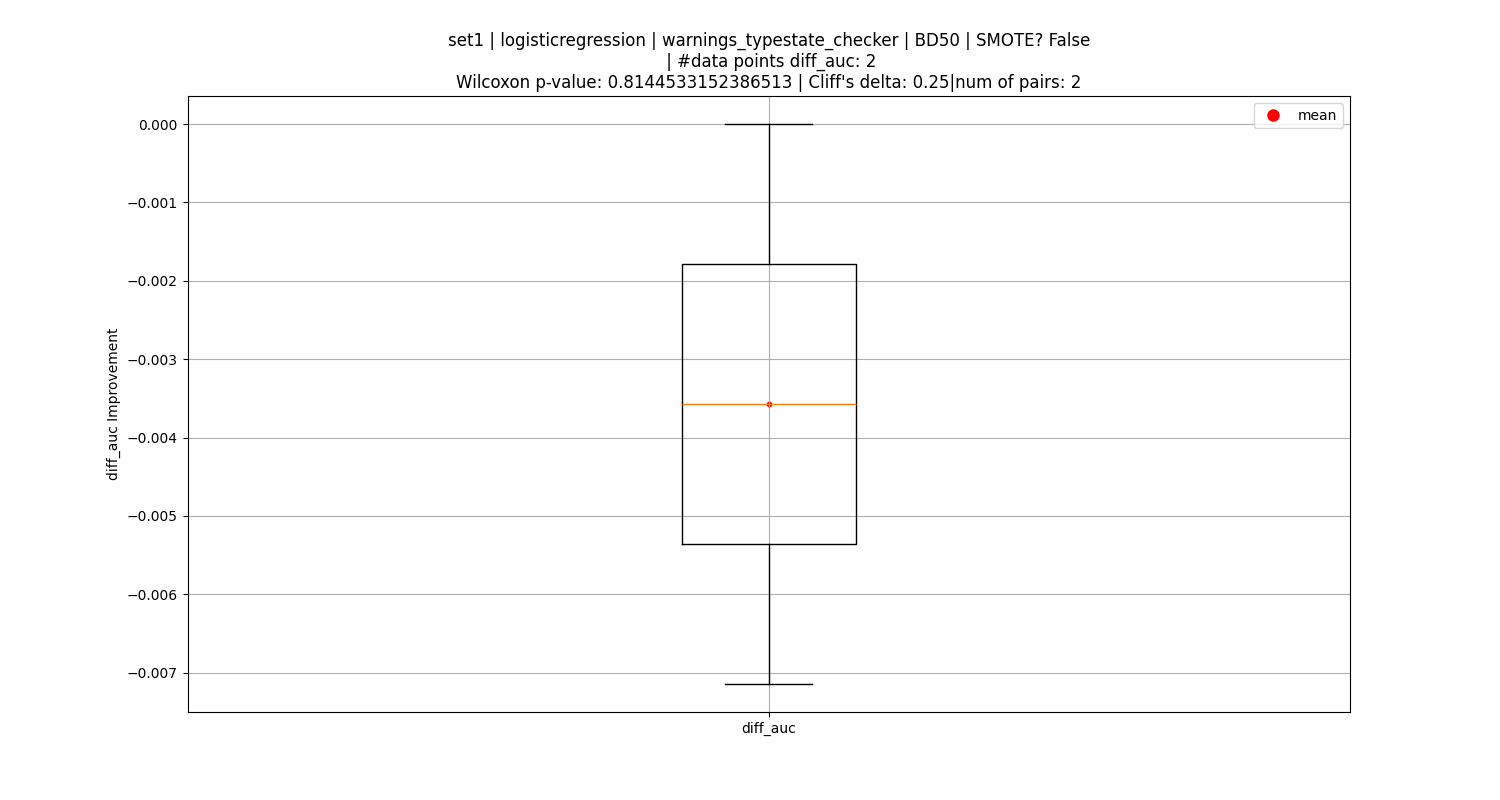 set1 | logisticregression | warnings_typestate_checker | BD50 | SMOTE? False
| #data points diff_auc: 2
Wilcoxon p-value: 0.8144533152386513 | Cliff's delta: 0.25|num of pairs: 2
mean
0.000
−0.001
−0.002
−0.003
−0.004
−0.005
−0.006
−0.007
diff_auc Improvement
diff_auc